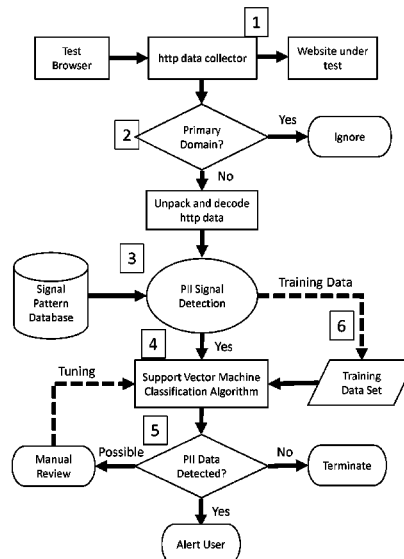 1
Test
Browser
http data collector
Website under
test
2
Primary
Domain?
Yes
Ignore
No
Unpack and decode
http data
3
Signal
Pattern
Database
PII Signal
Detection
Training Data
6
4
Yes
Tuning
Support Vector Machine
Classification Algorithm
Training
Data Set
5
Manual
Review
Possible
PII Data
Detected?
No
Terminate
Yes
Alert User